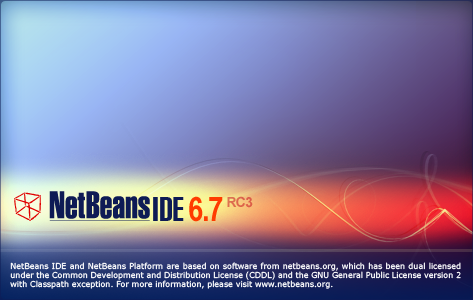 NetBeans IDE 6.7 RC3
NetBeans IDE and NetBeans Platform are based on software from netbeans.org, which has been dual licensed
under the Common Development and Distribution License (CDDL) and the GNU General Public License version 2
with Classpath exception. For more information, please visit www.netbeans.org.